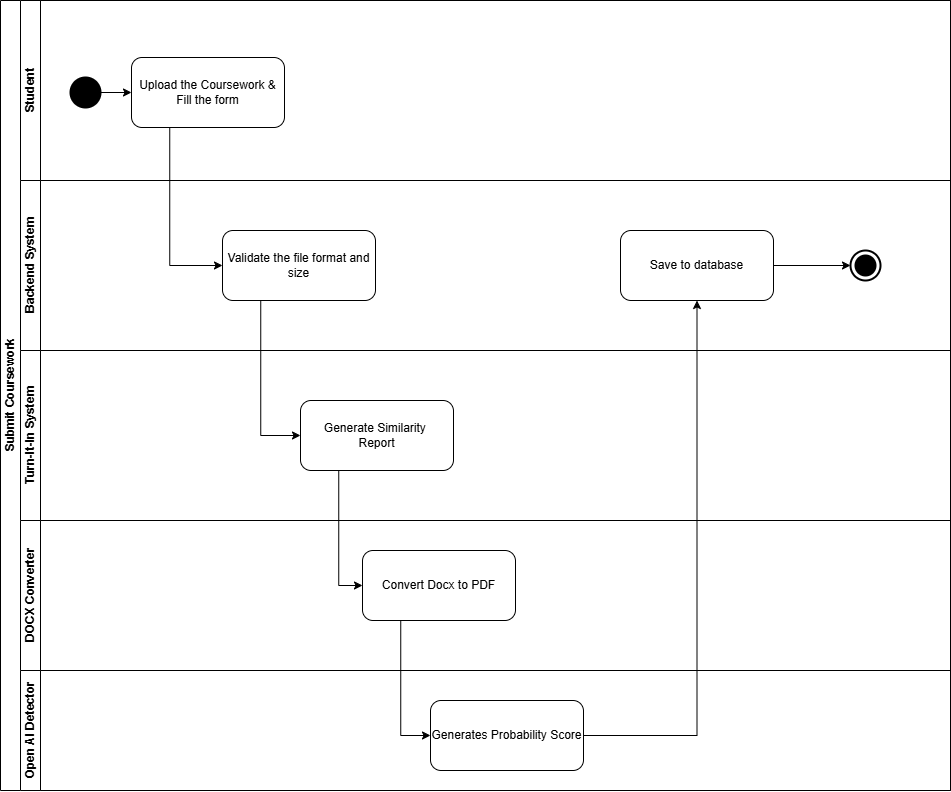 Submit Coursework
Student
Upload the Coursework &
Fill the form
Backend System
Validate the file format and
size
Save to database
Turn-It-In System
Generate Similarity
Report
DOCX Converter
Convert Docx to PDF
Open AI Detector
Generates Probability Score